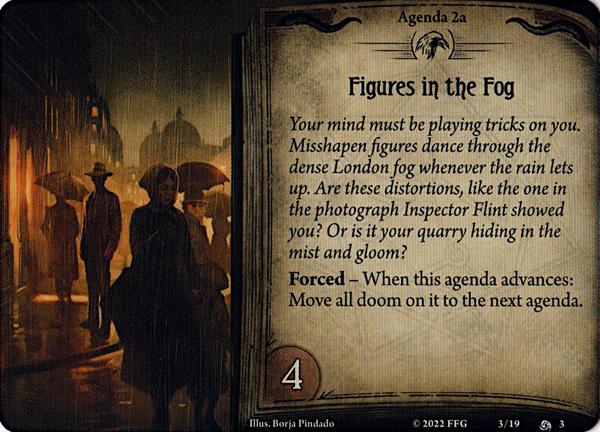 Agenda 2a
Figures in the Fog
Your mind must be playing tricks on you.
Misshapen figures dance through the
dense London fog whenever the rain lets
up. Are these distortions, like the one in
the photograph Inspector Flint showed
you? Or is it your quarry hiding in the
mist and gloom?
Forced – When this agenda advances:
Move all doom on it to the next agenda.
4
Illus. Borja Pindado
© 2022 FFG
3/19
3